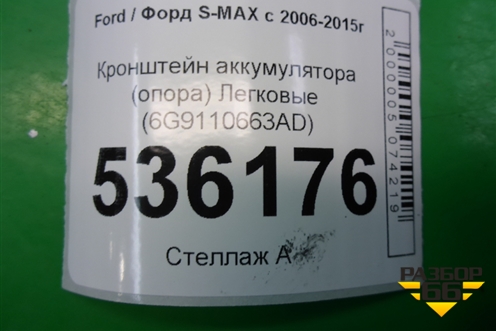 Ford / Форд S-MAX с 2006-2015г
Кронштейн аккумулятора
(опора) Легковые
(6G9110663AD)
536176
Стеллаж А
2000005074219
РАЗБОР
66